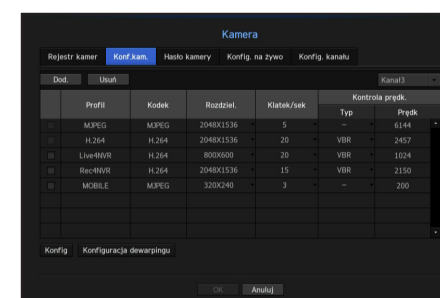 Kamera
Rejestr kamer Konf.kam. Hasło kamery Konfig. na żywo Konfig. kanału
Dod. Usuń Kanał3
Profil Kodek Rozdziel. Klatek/sek Kontrola prędk.
Typ Prędk
MJPEG MJPEG 2048X1536 5 - 6144
H.264 H.264 2048X1536 20 VBR 2457
Live4NVR H.264 800X600 20 VBR 1024
Rec4NVR H.264 2048X1536 15 VBR 2150
MOBILE MJPEG 320X240 3 - 200
Konfig Konfiguracja dewarpingu
OK Anuluj